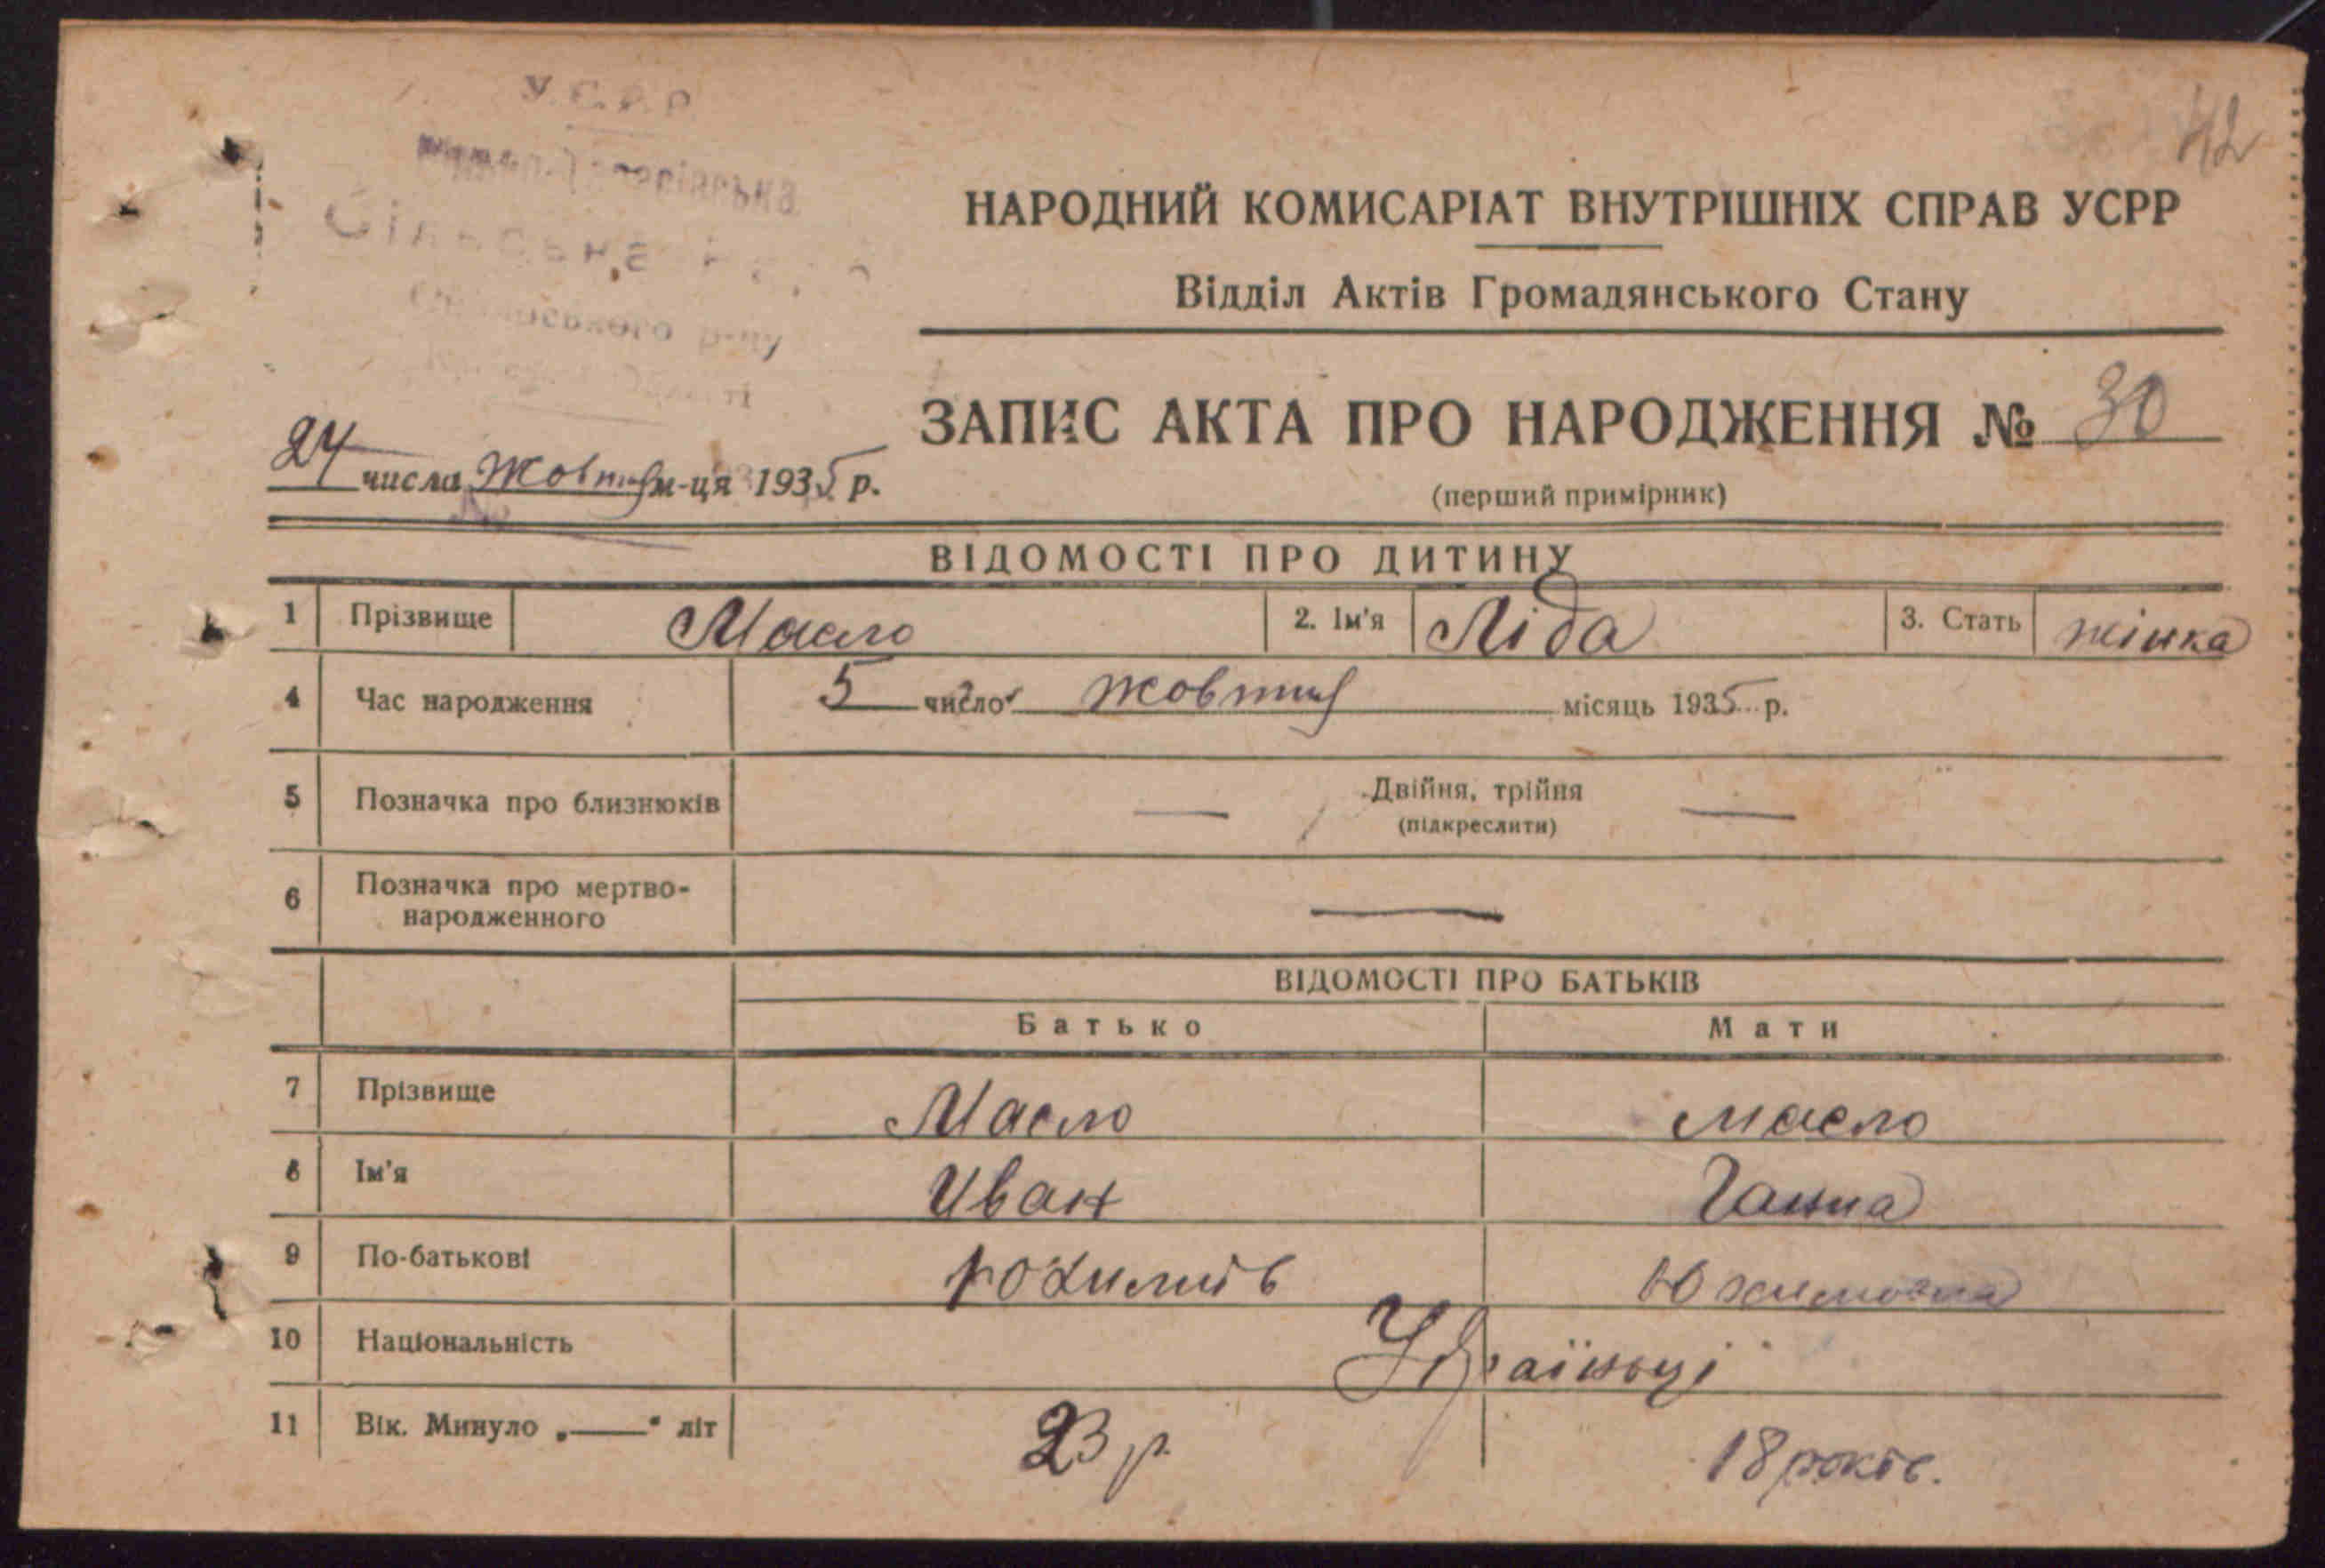 У.С.Р.Р
42
НАРОДНИЙ КОМИСАРІАТ ВНУТРІШНІХ СПРАВ УСРР
Відділ Актів Громадянського Стану
ЗАПИС АКТА ПРО НАРОДЖЕННЯ № 30
(перший примірник)
24 числа Жовтня м-ця 1935 р.
ВІДОМОСТІ ПРО ДИТИНУ
1 Прізвище Масло 2. Ім'я Ліда 3. Стать жінка
4 Час народження 5 число жовтня місяць 1935 р.
5 Позначка про близнюків — Двійня, трійня —
(підкреслити)
6 Позначка про мертво-
народженного —
ВІДОМОСТІ ПРО БАТЬКІВ
Батько Мати
7 Прізвище Масло Масло
8 Ім'я Иван Ганна
9 По-батькові Юхимовна
10 Національність Українці
11 Вік. Минуло „——“ літ 23 р. 18 років.